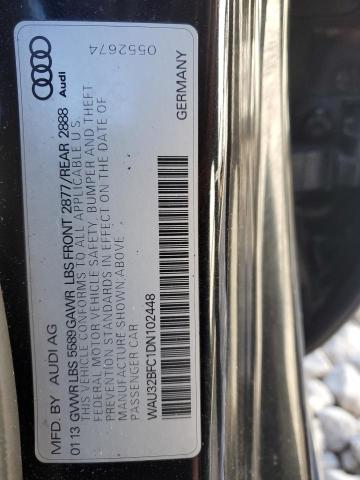 MFD. BY AUDI AG
01 13 GVWR LBS 5589 GAWR LBS FRONT 2877/REAR 2888
THIS VEHICLE CONFORMS TO ALL APPLICABLE U S
FEDERAL MOTOR VEHICLE SAFETY, BUMPER AND THEFT
PREVENTION STANDARDS IN EFFECT ON THE DATE OF
MANUFACTURE SHOWN ABOVE
PASSENGER CAR
WAU32BFC1DN102448
GERMANY
Audi
0552674